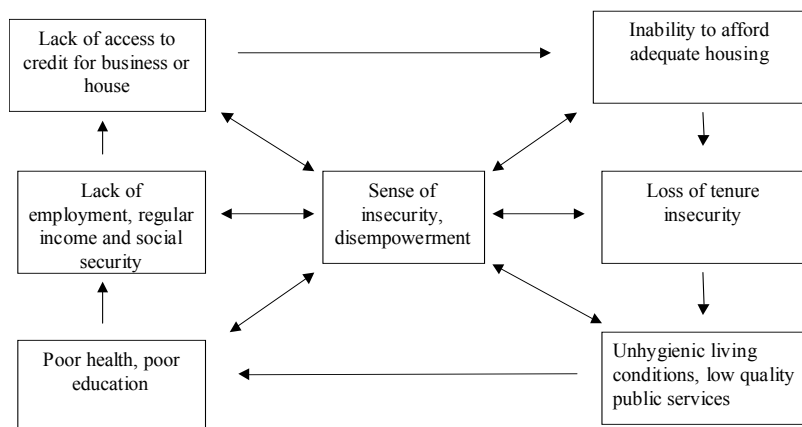 Lack of access to
credit for business or
house
Inability to afford
adequate housing
Lack of
employment, regular
income and social
security
Sense of
insecurity,
disempowerment
Loss of tenure
insecurity
Poor health, poor
education
Unhygienic living
conditions, low quality
public services